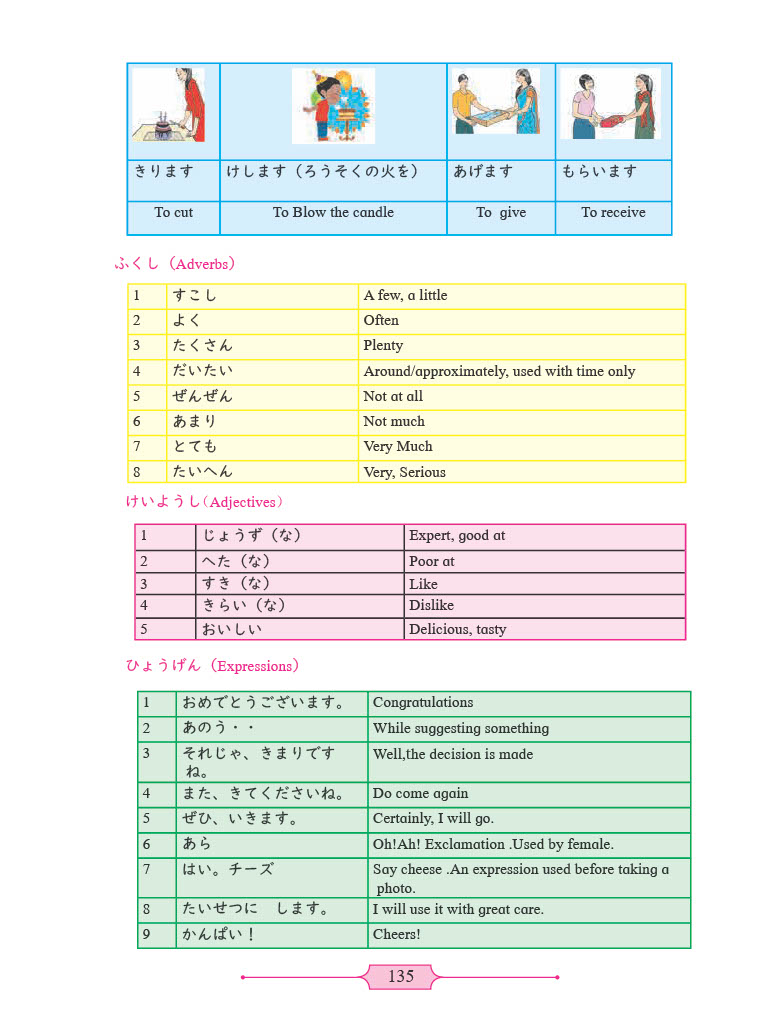 きります けします（ろうそくの火を） あげます もらいます
To cut To Blow the candle To give To receive
ふくし（Adverbs）
1 すこし A few, a little
2 よく Often
3 たくさん Plenty
4 だいたい Around/approximately, used with time only
5 ぜんぜん Not at all
6 あまり Not much
7 とても Very Much
8 たいへん Very, Serious
けいようし（Adjectives）
1 じょうず（な） Expert, good at
2 へた（な） Poor at
3 すき（な） Like
4 きらい（な） Dislike
5 おいしい Delicious, tasty
ひょうげん（Expressions）
1 おめでとうございます。 Congratulations
2 あのう・・ While suggesting something
3 それじゃ、きまりです Well,the decision is made
ね。
4 また、きてくださいね。 Do come again
5 ぜひ、いきます。 Certainly, I will go.
6 あら Oh!Ah! Exclamation .Used by female.
7 はい。チーズ Say cheese .An expression used before taking a
photo.
8 たいせつに　します。 I will use it with great care.
9 かんぱい！ Cheers!
135